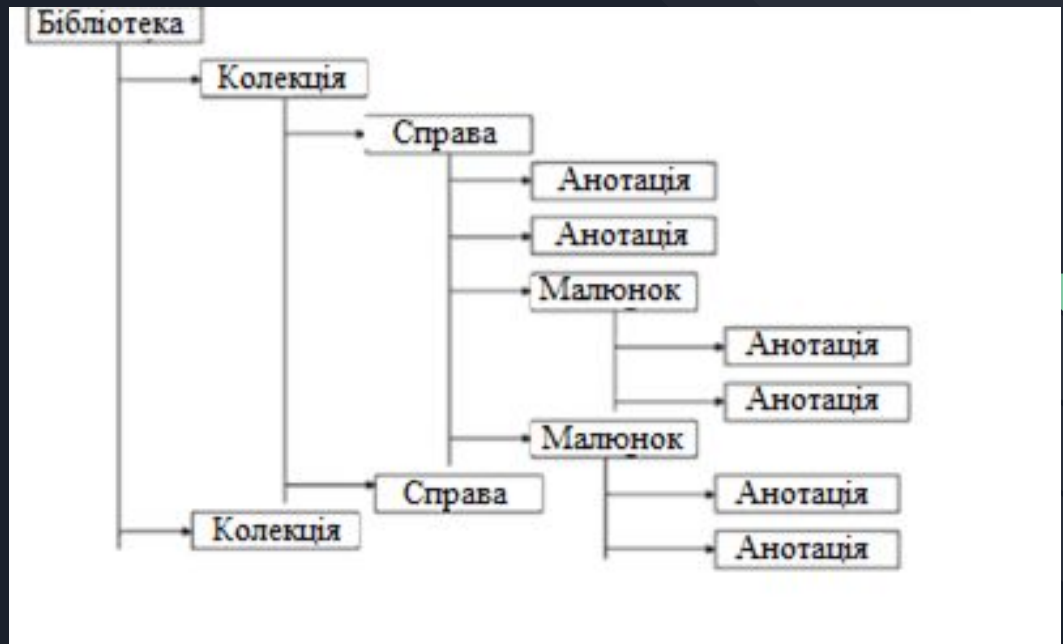 Бібліотека
Колекція
Справа
Анотація
Анотація
Малюнок
Анотація
Анотація
Малюнок
Справа
Анотація
Колекція
Анотація